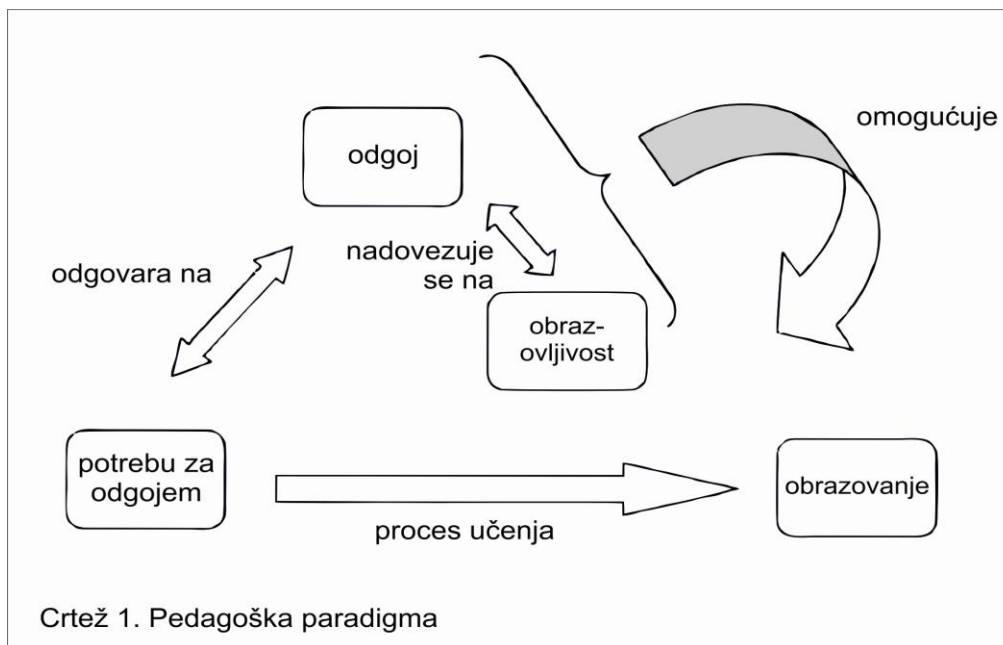 omogućuje
odgoj
odgovara na
nadovezuje
se na
obraz-
ovljivost
potrebu za
odgojem
proces učenja
obrazovanje
Crtež 1. Pedagoška paradigma